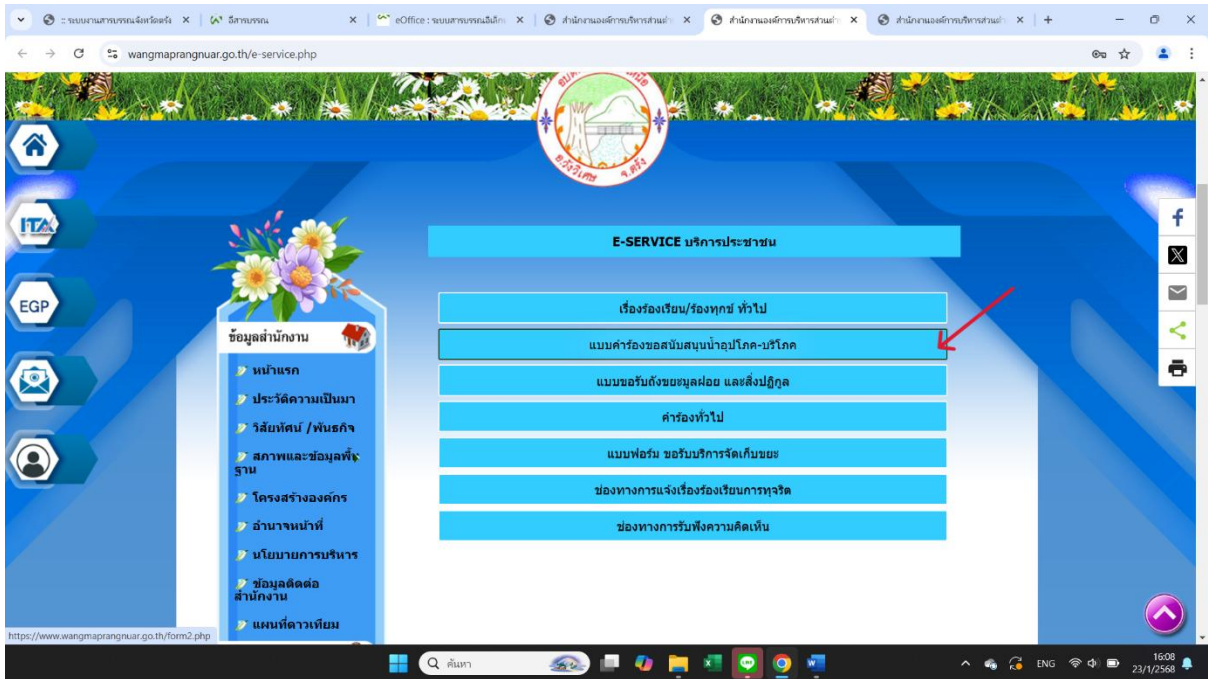 :: ระบบงานสารบรรณจังหวัดตรัง
อีสารบรรณ
eOffice : ระบบสารบรรณอิเล็ก
สำนักงานองค์การบริหารส่วนตำ
สำนักงานองค์การบริหารส่วนตำ
สำนักงานองค์การบริหารส่วนตำ
wangmaprangnuar.go.th/e-service.php
อ.วังวิเศษ จ.ตรัง
ITA
EGP
E-SERVICE บริการประชาชน
เรื่องร้องเรียน/ร้องทุกข์ ทั่วไป
แบบคำร้องขอสนับสนุนน้ำอุปโภค-บริโภค
แบบขอรับถังขยะมูลฝอย และสิ่งปฏิกูล
คำร้องทั่วไป
แบบฟอร์ม ขอรับบริการจัดเก็บขยะ
ช่องทางการแจ้งเรื่องร้องเรียนการทุจริต
ช่องทางการรับฟังความคิดเห็น
ข้อมูลสำนักงาน
หน้าแรก
ประวัติความเป็นมา
วิสัยทัศน์ /พันธกิจ
สภาพและข้อมูลพื้น
ฐาน
โครงสร้างองค์กร
อำนาจหน้าที่
นโยบายการบริหาร
ข้อมูลติดต่อ
สำนักงาน
แผนที่ดาวเทียม
https://www.wangmaprangnuar.go.th/form2.php
ค้นหา
ENG
16:08
23/1/2568